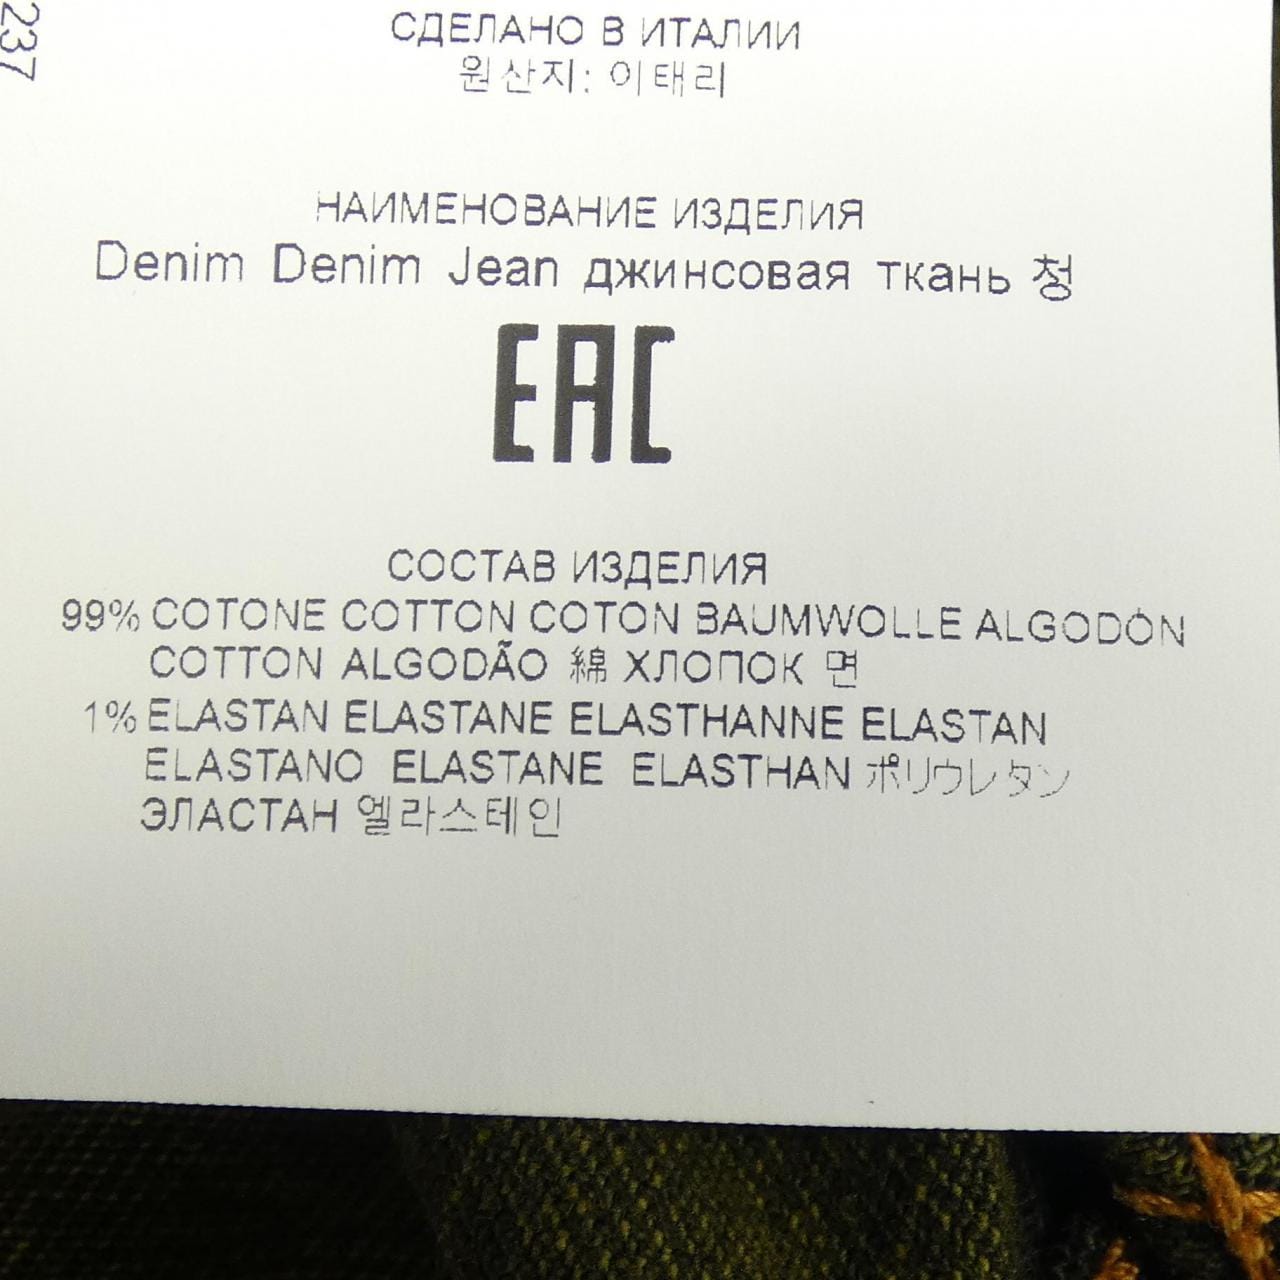 237
СДЕЛАНО В ИТАЛИИ
원산지: 이태리
НАИМЕНОВАНИЕ ИЗДЕЛИЯ
Denim Denim Jean джинсовая ткань 청
EAC
СОСТАВ ИЗДЕЛИЯ
99% COTONE COTTON COTON BAUMWOLLE ALGODÓN
COTTON ALGODÃO 綿 ХЛОПОК 면
1% ELASTAN ELASTANE ELASTHANNE ELASTAN
ELASTANO ELASTANE ELASTHAN ポリウレタン
ЭЛАСТАН 엘라스테인